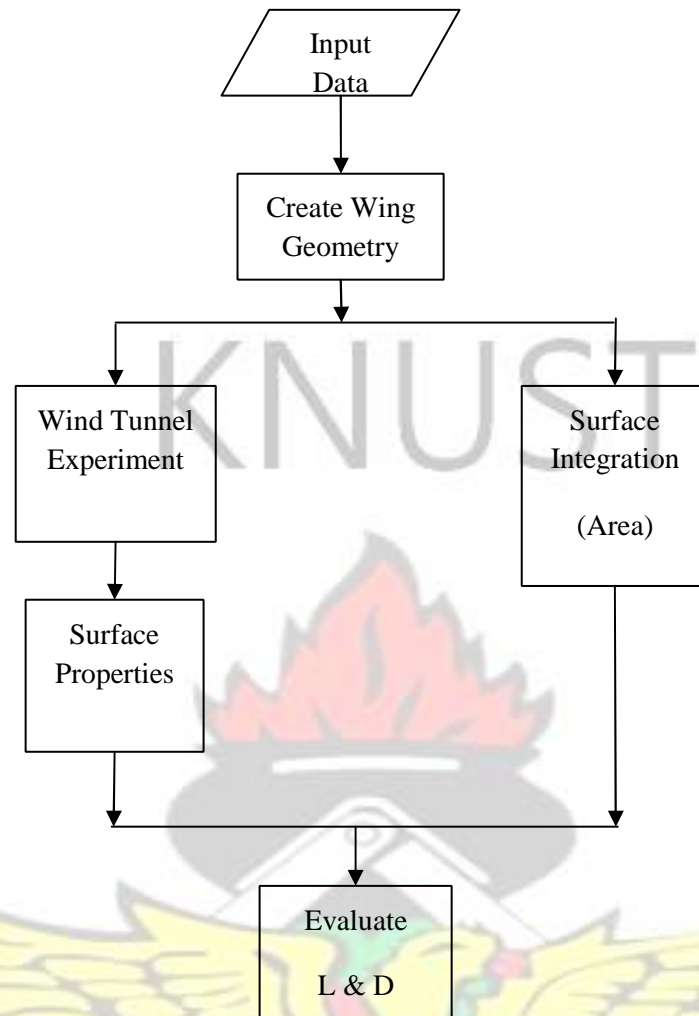 Input
Data
Create Wing
Geometry
KNUST
Wind Tunnel
Experiment
Surface
Integration
(Area)
Surface
Properties
Evaluate
L & D